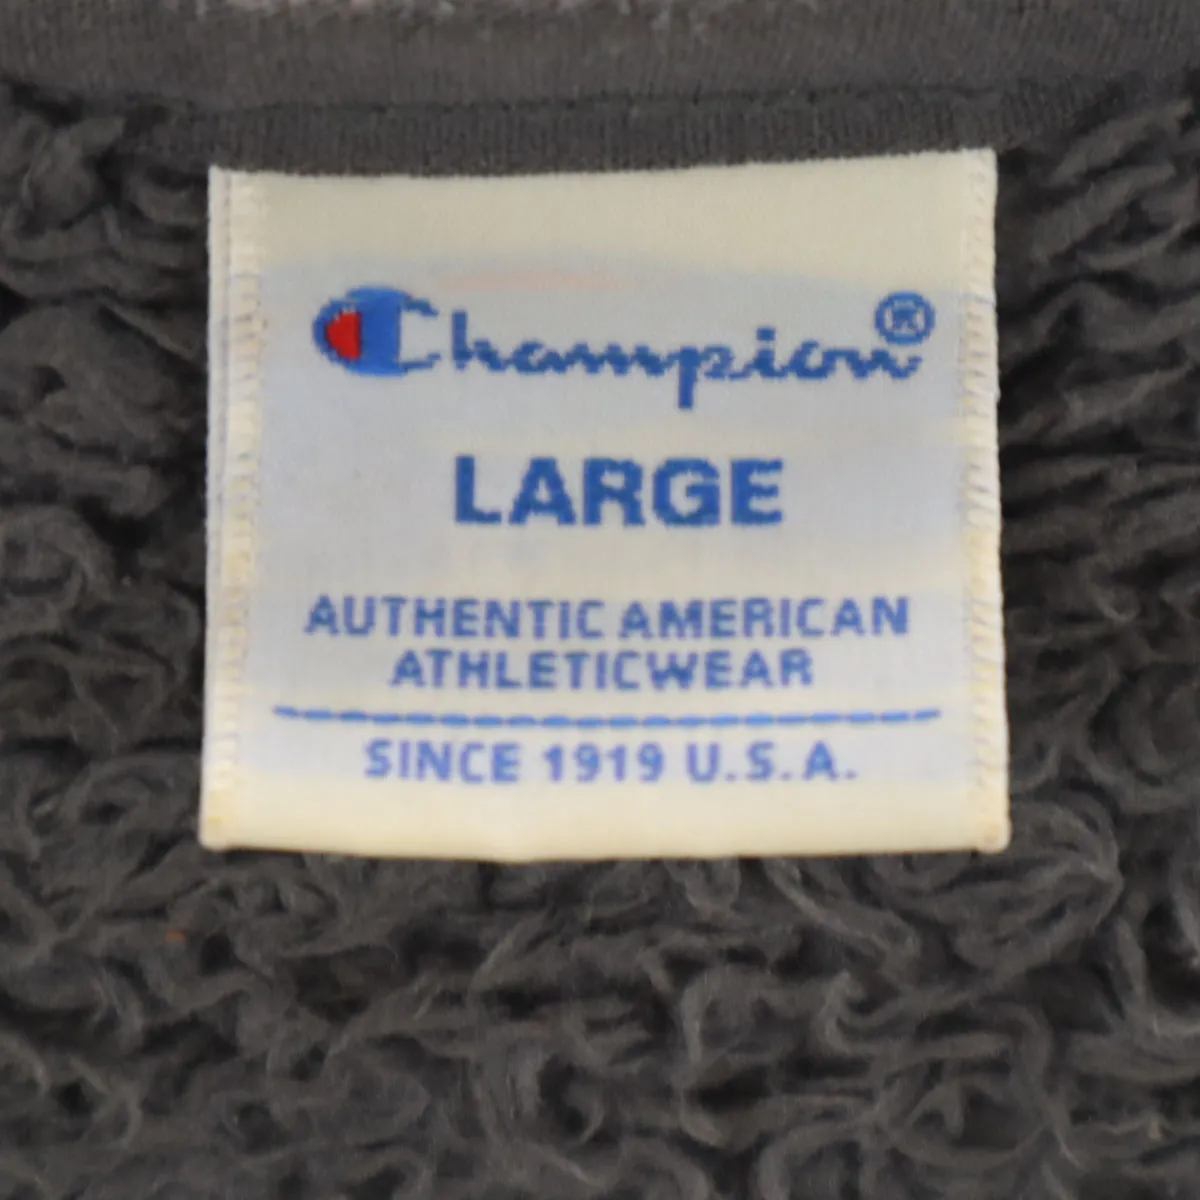 Champion®
LARGE
AUTHENTIC AMERICAN
ATHLETICWEAR
SINCE 1919 U.S.A.